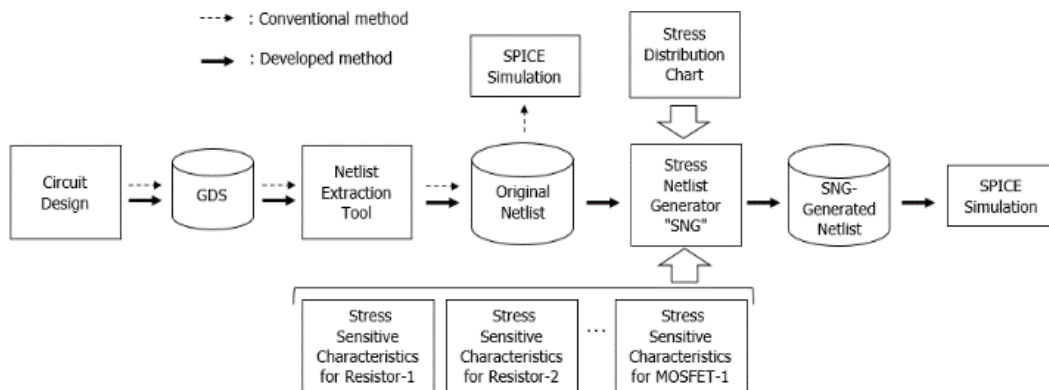 : Conventional method
: Developed method
SPICE
Simulation
Stress
Distribution
Chart
Circuit
Design
GDS
Netlist
Extraction
Tool
Original
Netlist
Stress
Netlist
Generator
"SNG"
SNG-
Generated
Netlist
SPICE
Simulation
Stress
Sensitive
Characteristics
for Resistor-1
Stress
Sensitive
Characteristics
for Resistor-2
...
Stress
Sensitive
Characteristics
for MOSFET-1